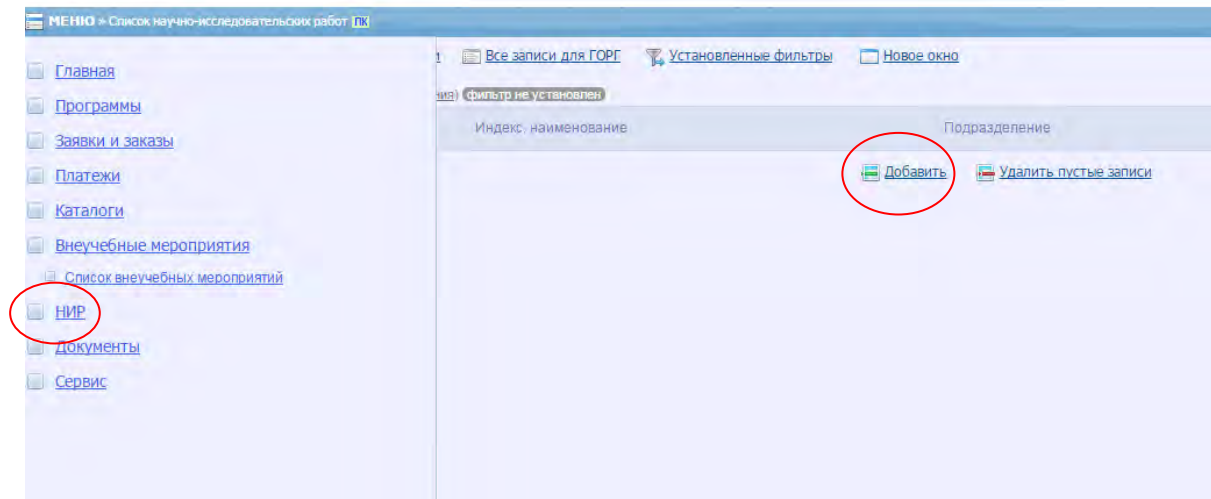 МЕНЮ » Список научно-исследовательских работ ПК
Все записи для ГОРГ Установленные фильтры Новое окно
ния) фильтр не установлен
Индекс, наименование Подразделение
Добавить Удалить пустые записи
Главная
Программы
Заявки и заказы
Платежи
Каталоги
Внеучебные мероприятия
Список внеучебных мероприятий
НИР
Документы
Сервис